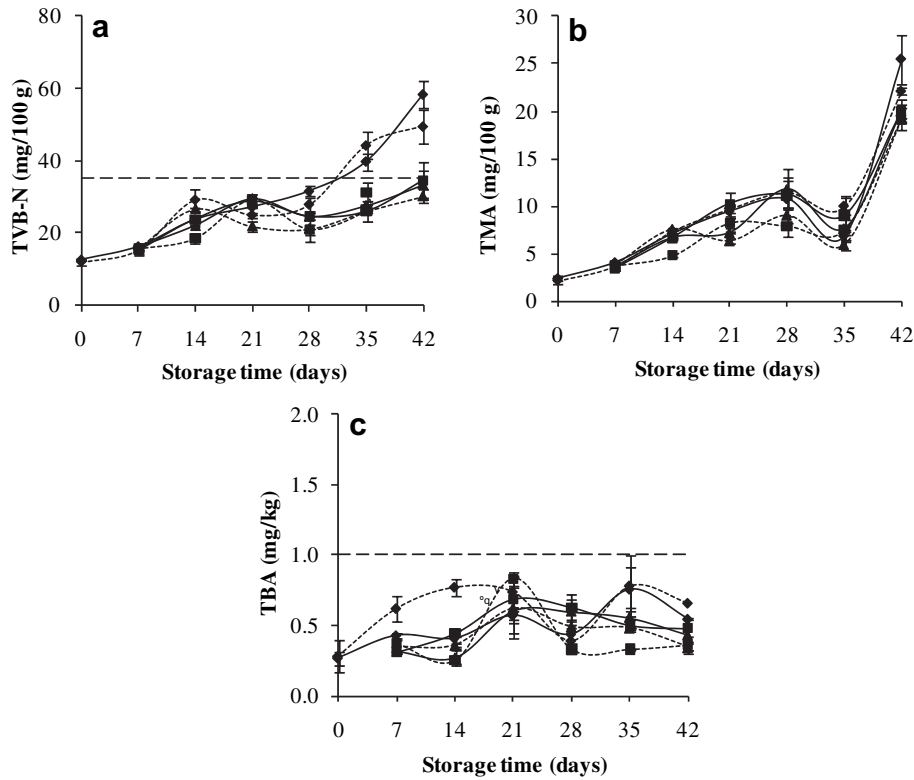 a
80
60
40
20
0
TVB-N (mg/100 g)
0 7 14 21 28 35 42
Storage time (days)
b
30
25
20
15
10
5
0
TMA (mg/100 g)
0 7 14 21 28 35 42
Storage time (days)
c
2.0
1.5
1.0
0.5
0.0
TBA (mg/kg)
°q
0 7 14 21 28 35 42
Storage time (days)